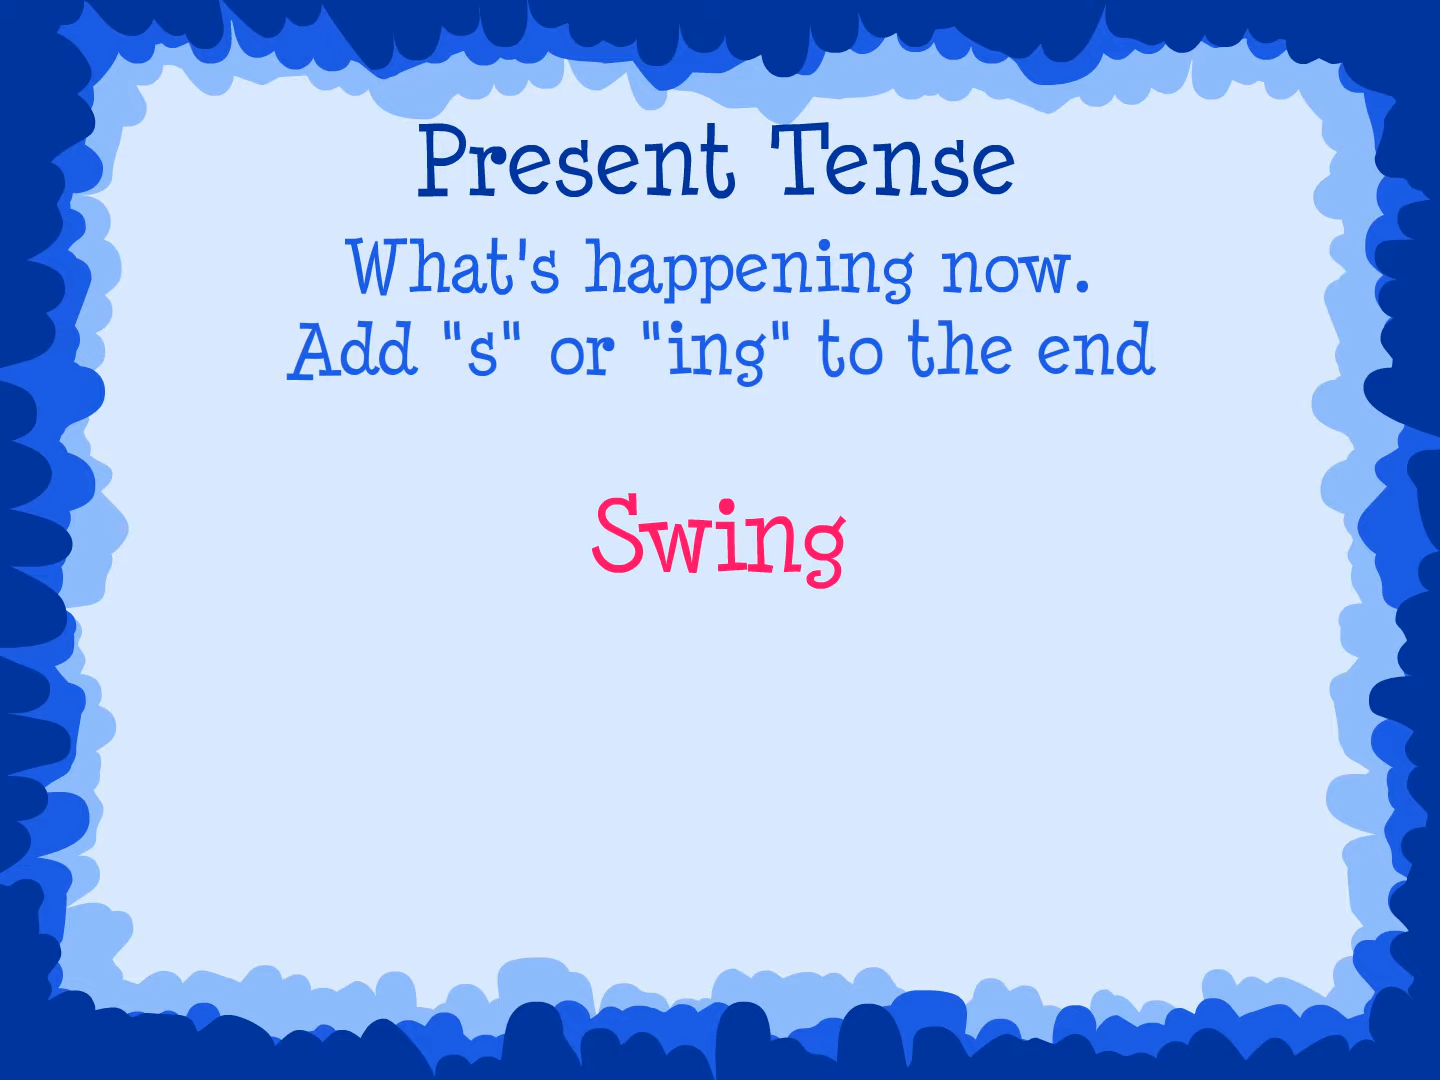 Present Tense
What's happening now.
Add "s" or "ing" to the end
Swing